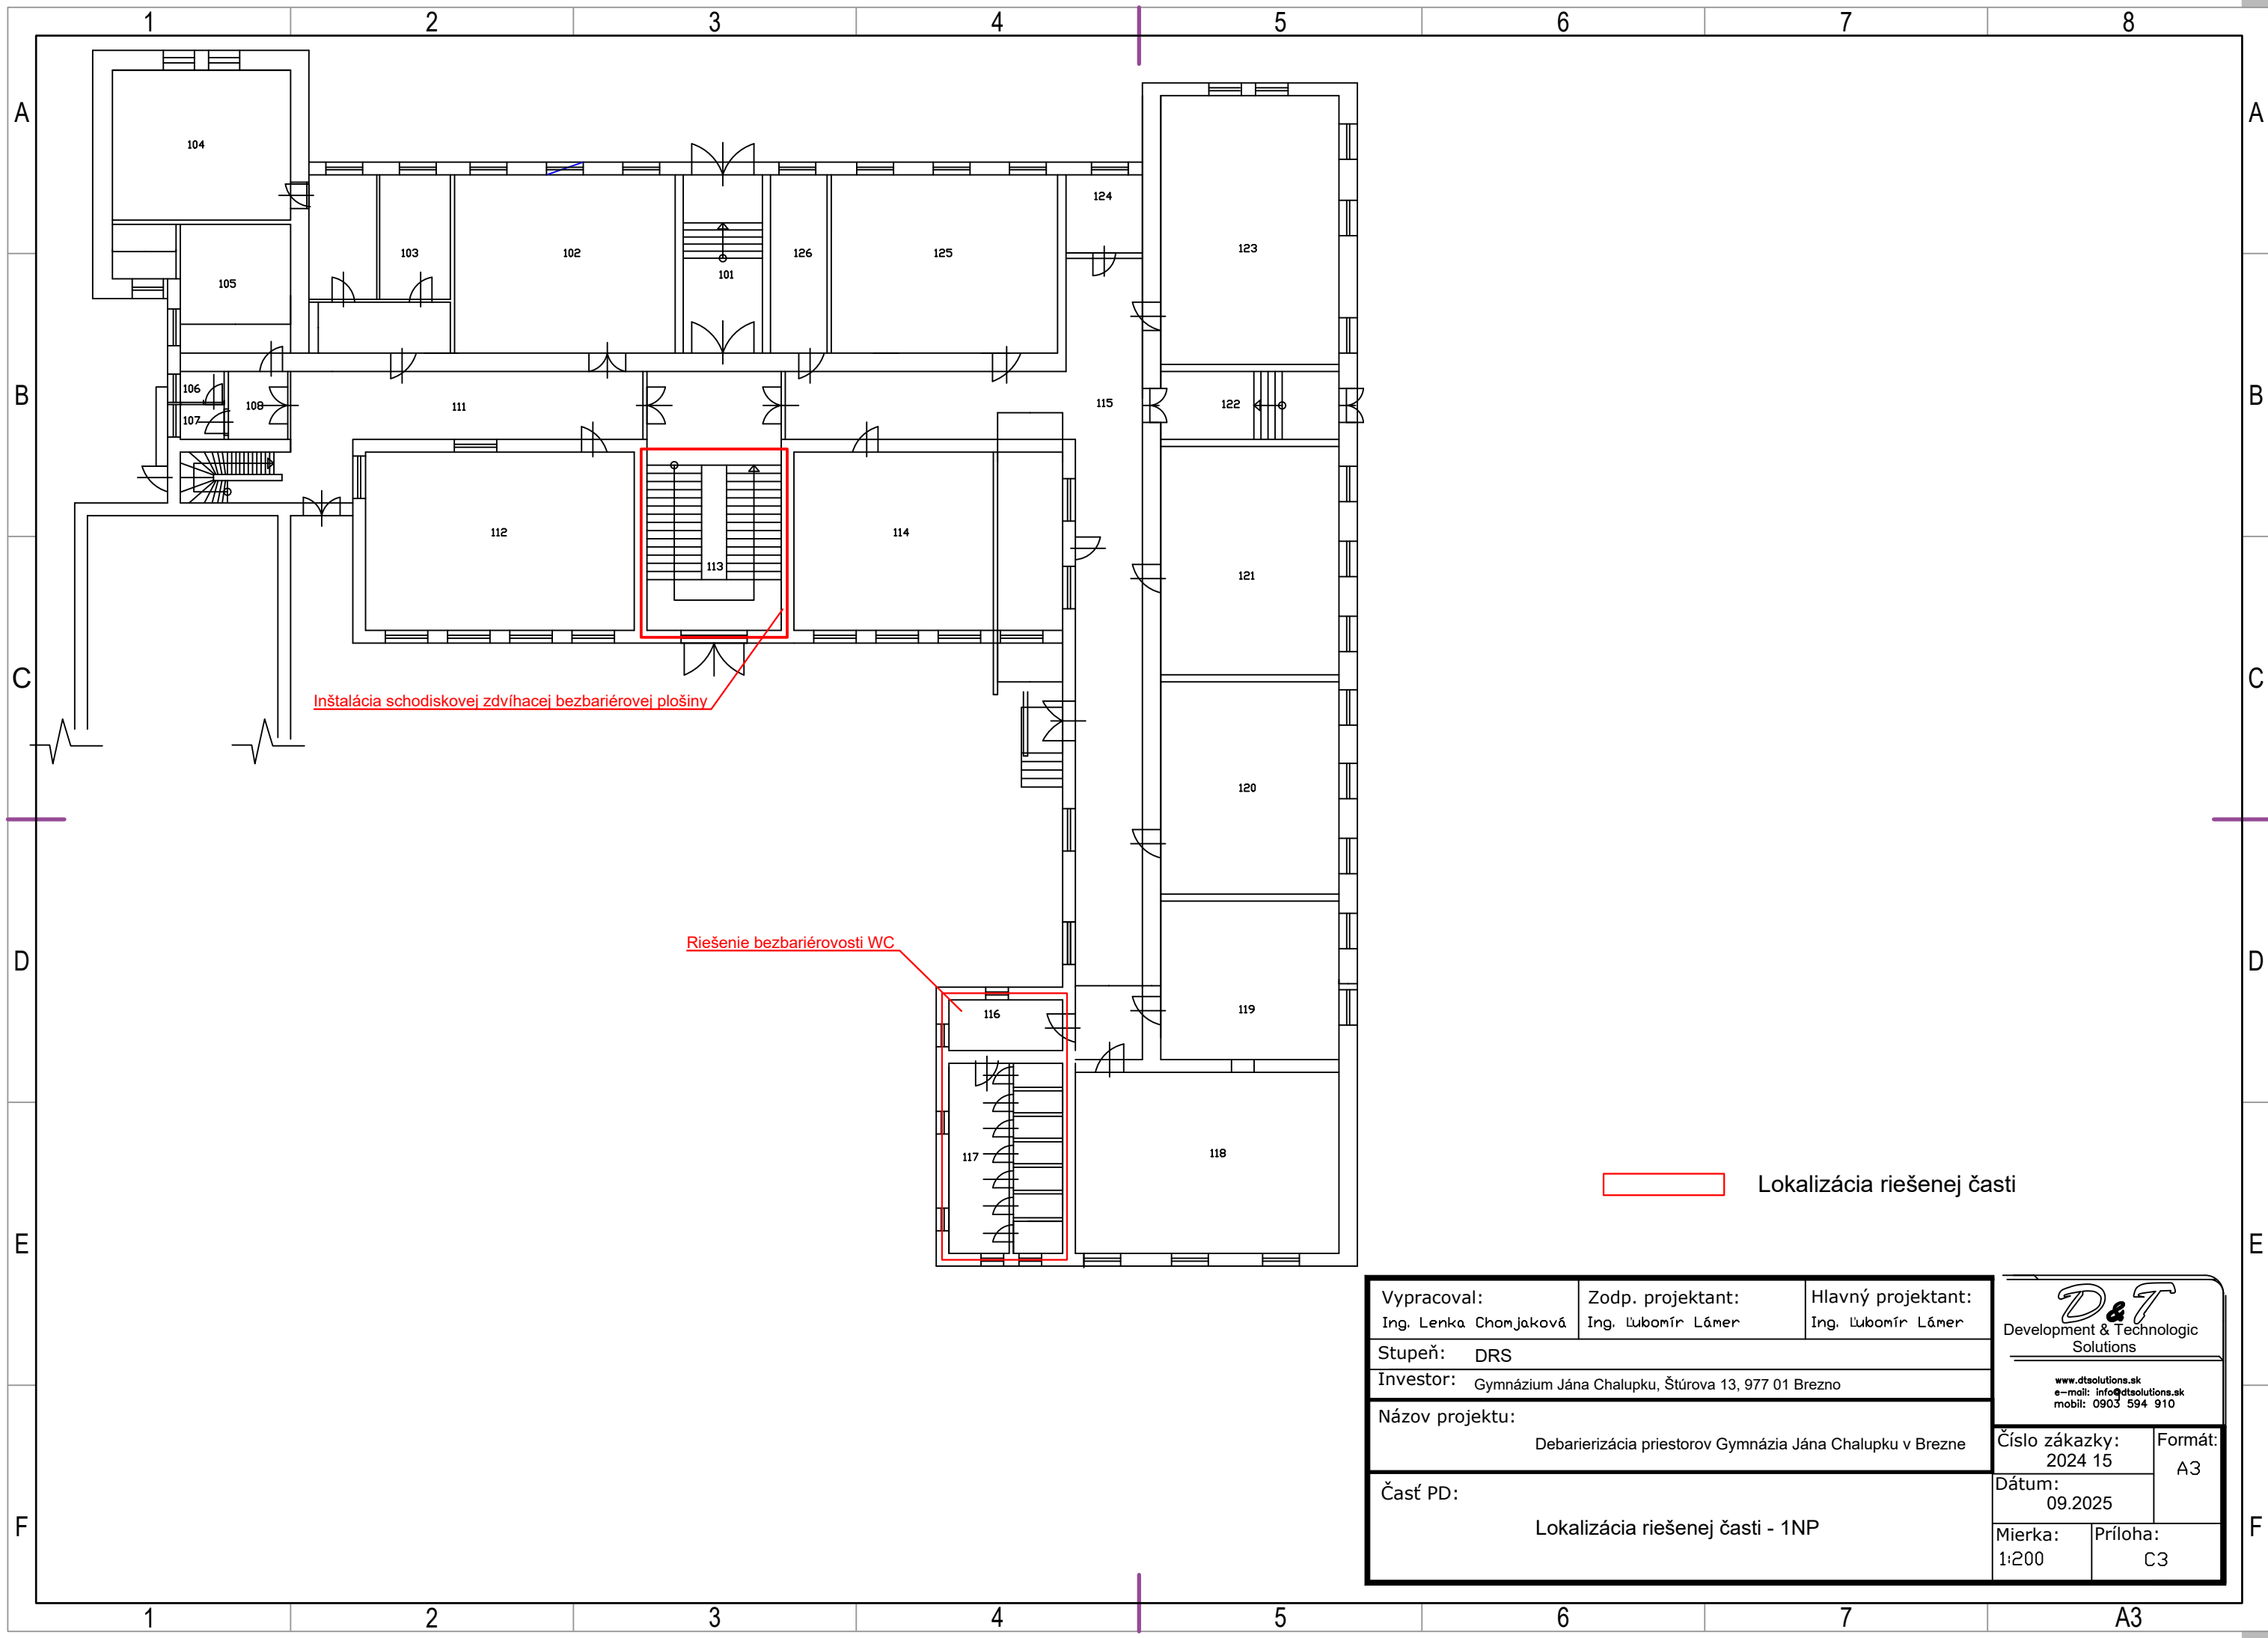 1 2 3 4 5 6 7 8
A A
104
124
123
103 102 126 125
101
105
B B
106
107 108 111 115 122
112 113 114
121
C C
Inštalácia schodiskovej zdvíhacej bezbariérovej plošiny
120
D D
Riešenie bezbariérovosti WC
116 119
117 118
Lokalizácia riešenej časti
E E
Vypracoval:
Ing. Lenka Chomjaková
Zodp. projektant:
Ing. Ľubomír Lámer
Hlavný projektant:
Ing. Ľubomír Lámer
Stupeň: DRS
Investor: Gymnázium Jána Chalupku, Štúrova 13, 977 01 Brezno
Názov projektu:
Debarierizácia priestorov Gymnázia Jána Chalupku v Brezne
Časť PD:
Lokalizácia riešenej časti - 1NP
D&T
Development & Technologic
Solutions
www.dtsolutions.sk
e-mail: info@dtsolutions.sk
mobil: 0903 594 910
Číslo zákazky:
2024 15
Formát:
A3
Dátum:
09.2025
Mierka:
1:200
Príloha:
C3
F F
1 2 3 4 5 6 7 A3